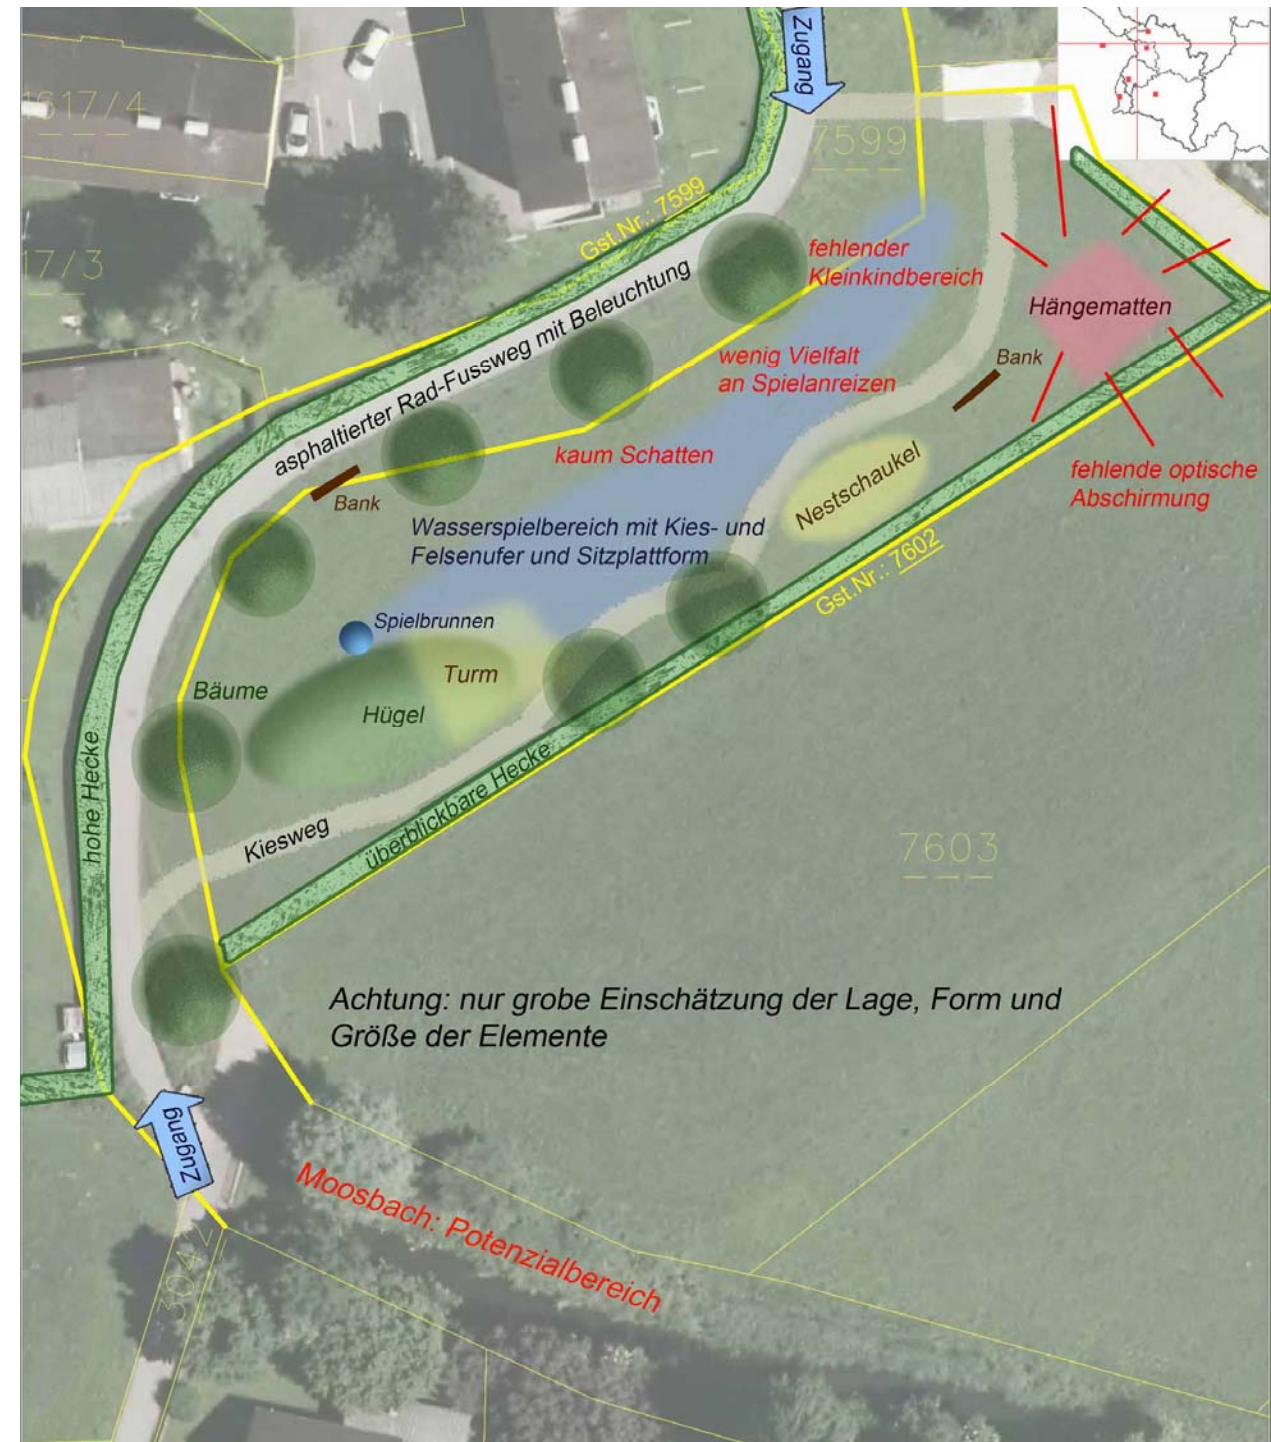 Zugang
1617/4
7599
Gst.Nr.: 7599
17/3
fehlender
Kleinkindbereich
Hängematten
asphaltierter Rad-Fussweg mit Beleuchtung
wenig Vielfalt
an Spielanreizen
Bank
kaum Schatten
fehlende optische
Abschirmung
Nestschaukel
Bank
Wasserspielbereich mit Kies- und
Felsenufer und Sitzplattform
Gst.Nr.: 7602
Spielbrunnen
Turm
Bäume
Hügel
hohe Hecke
überblickbare Hecke
Kiesweg
7603
Achtung: nur grobe Einschätzung der Lage, Form und
Größe der Elemente
Zugang
Moosbach: Potenzialbereich
3042